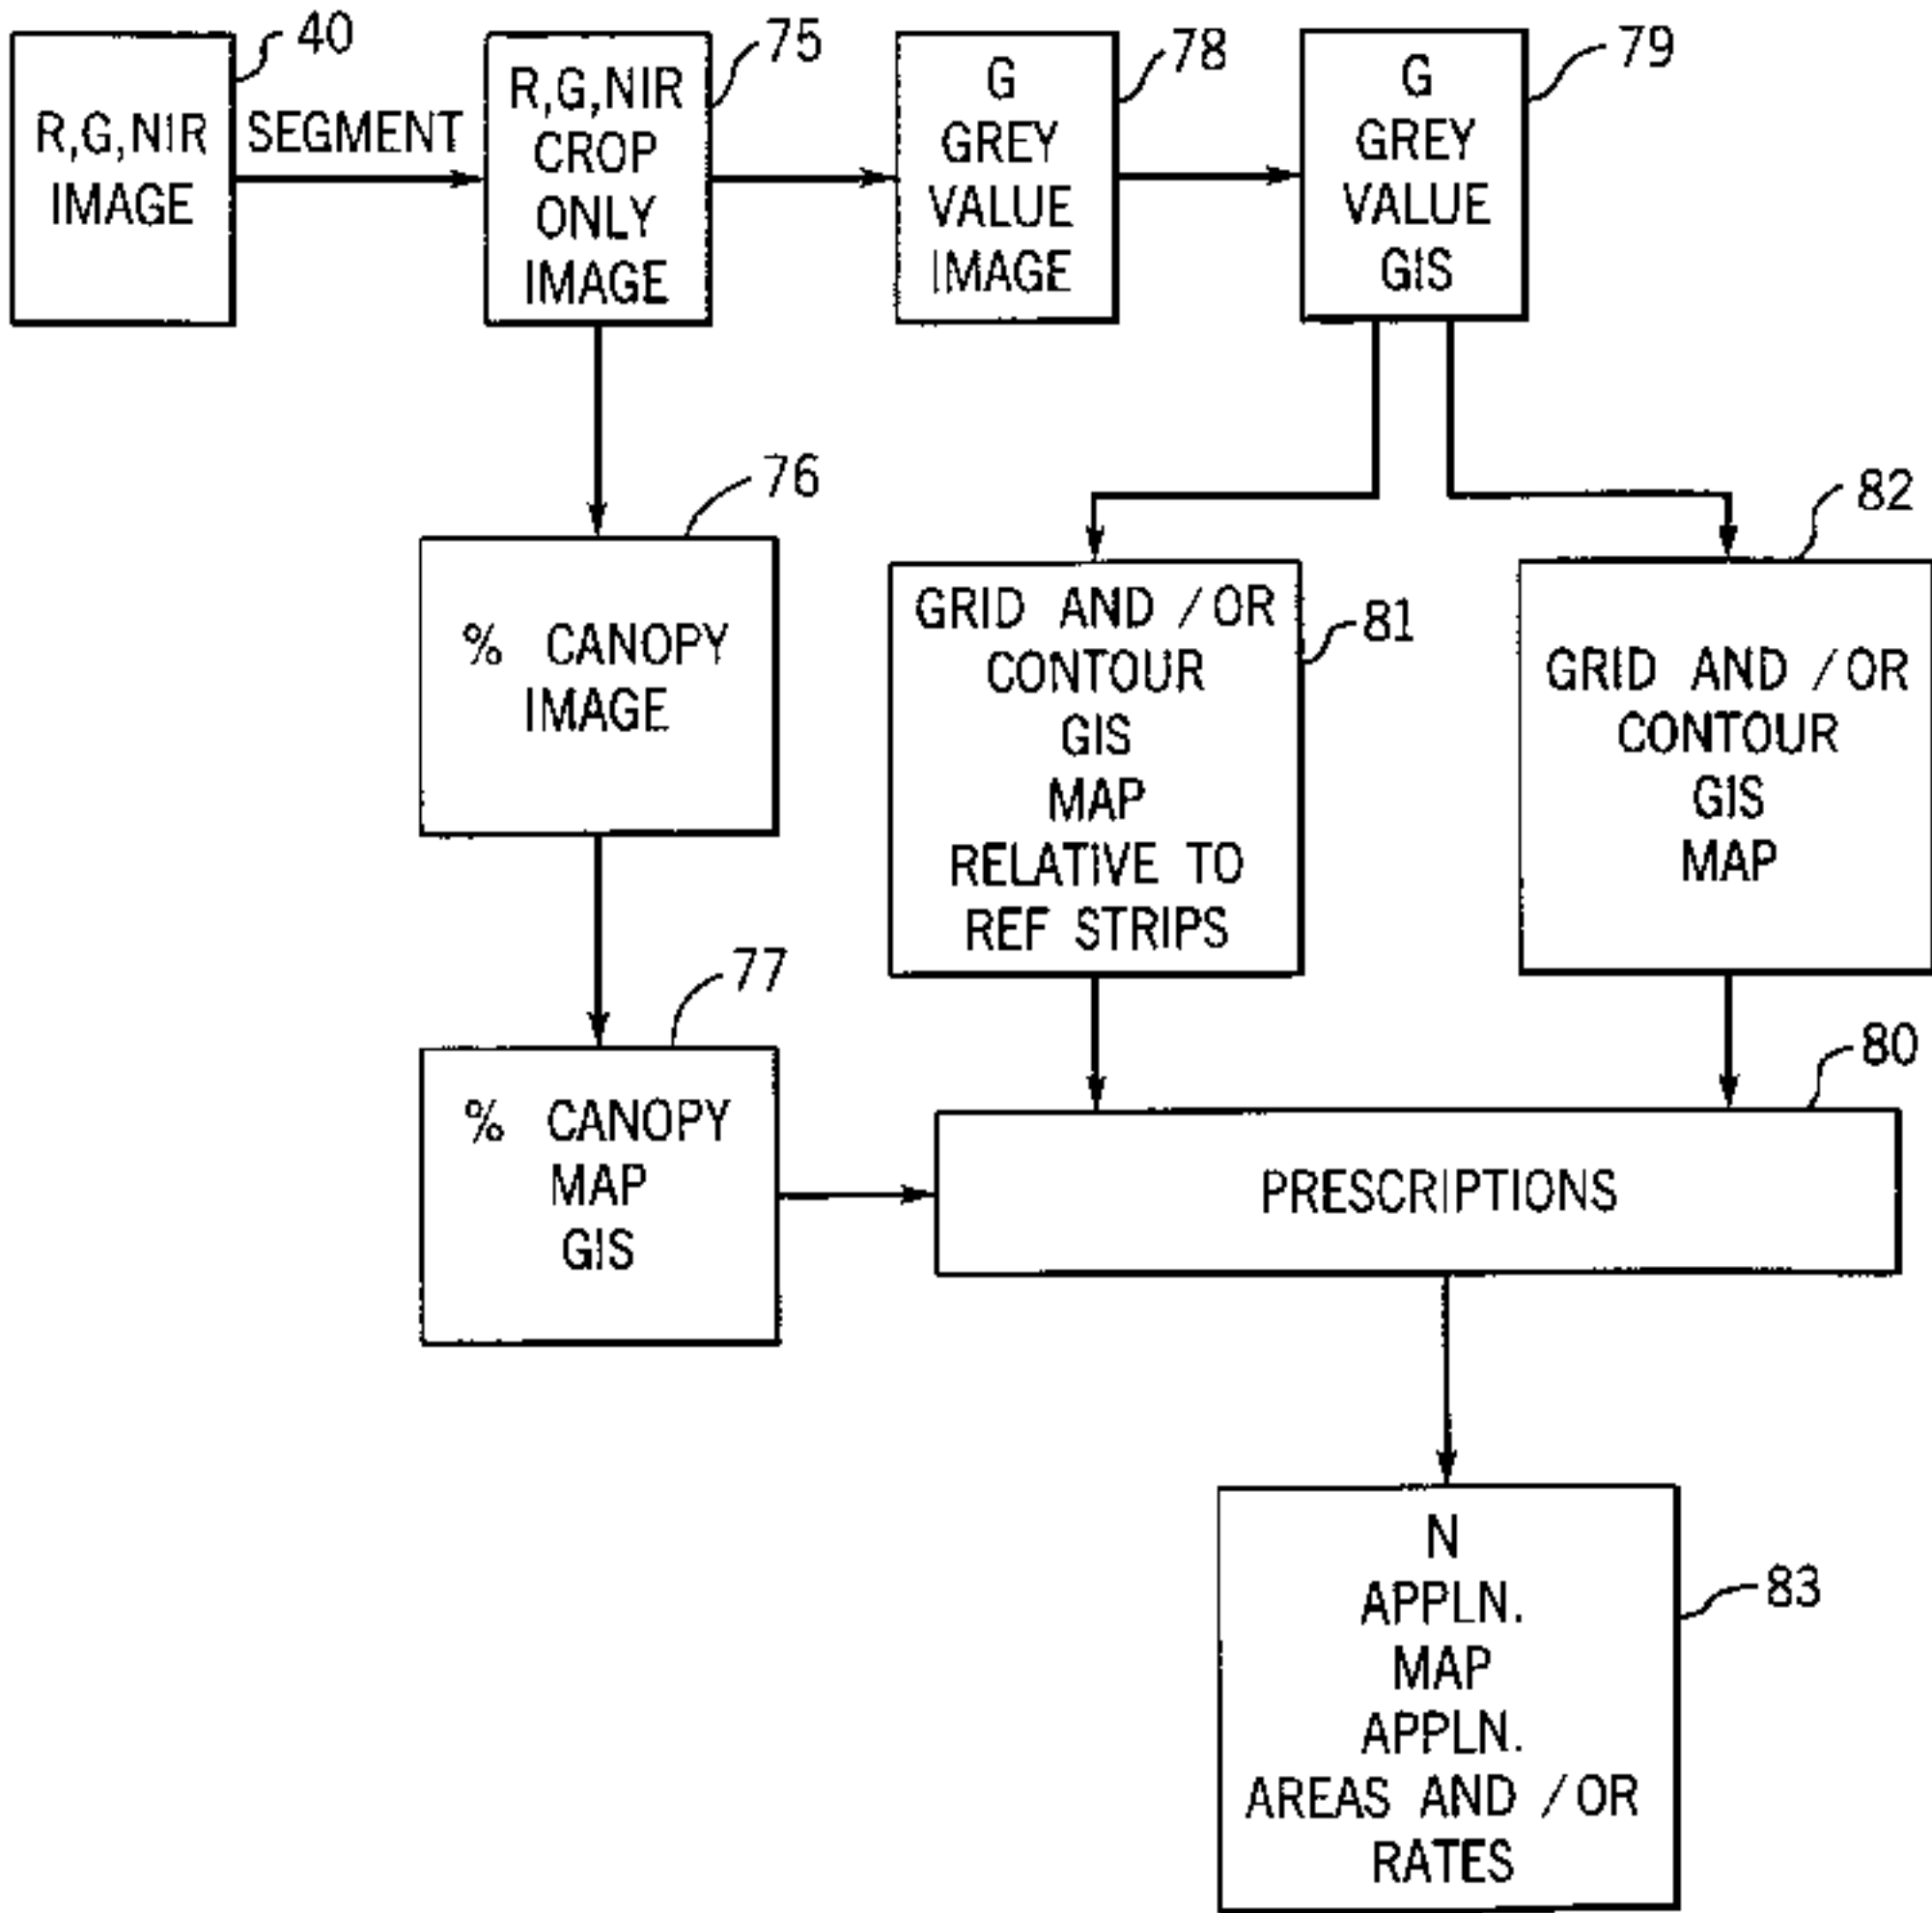 40
R,G,NIR
IMAGE
SEGMENT
75
R,G,NIR
CROP
ONLY
IMAGE
78
G
GREY
VALUE
IMAGE
79
G
GREY
VALUE
GIS
76
% CANOPY
IMAGE
81
GRID AND /OR
CONTOUR
GIS
MAP
RELATIVE TO
REF STRIPS
82
GRID AND /OR
CONTOUR
GIS
MAP
77
% CANOPY
MAP
GIS
80
PRESCRIPTIONS
83
N
APPLN.
MAP
APPLN.
AREAS AND /OR
RATES